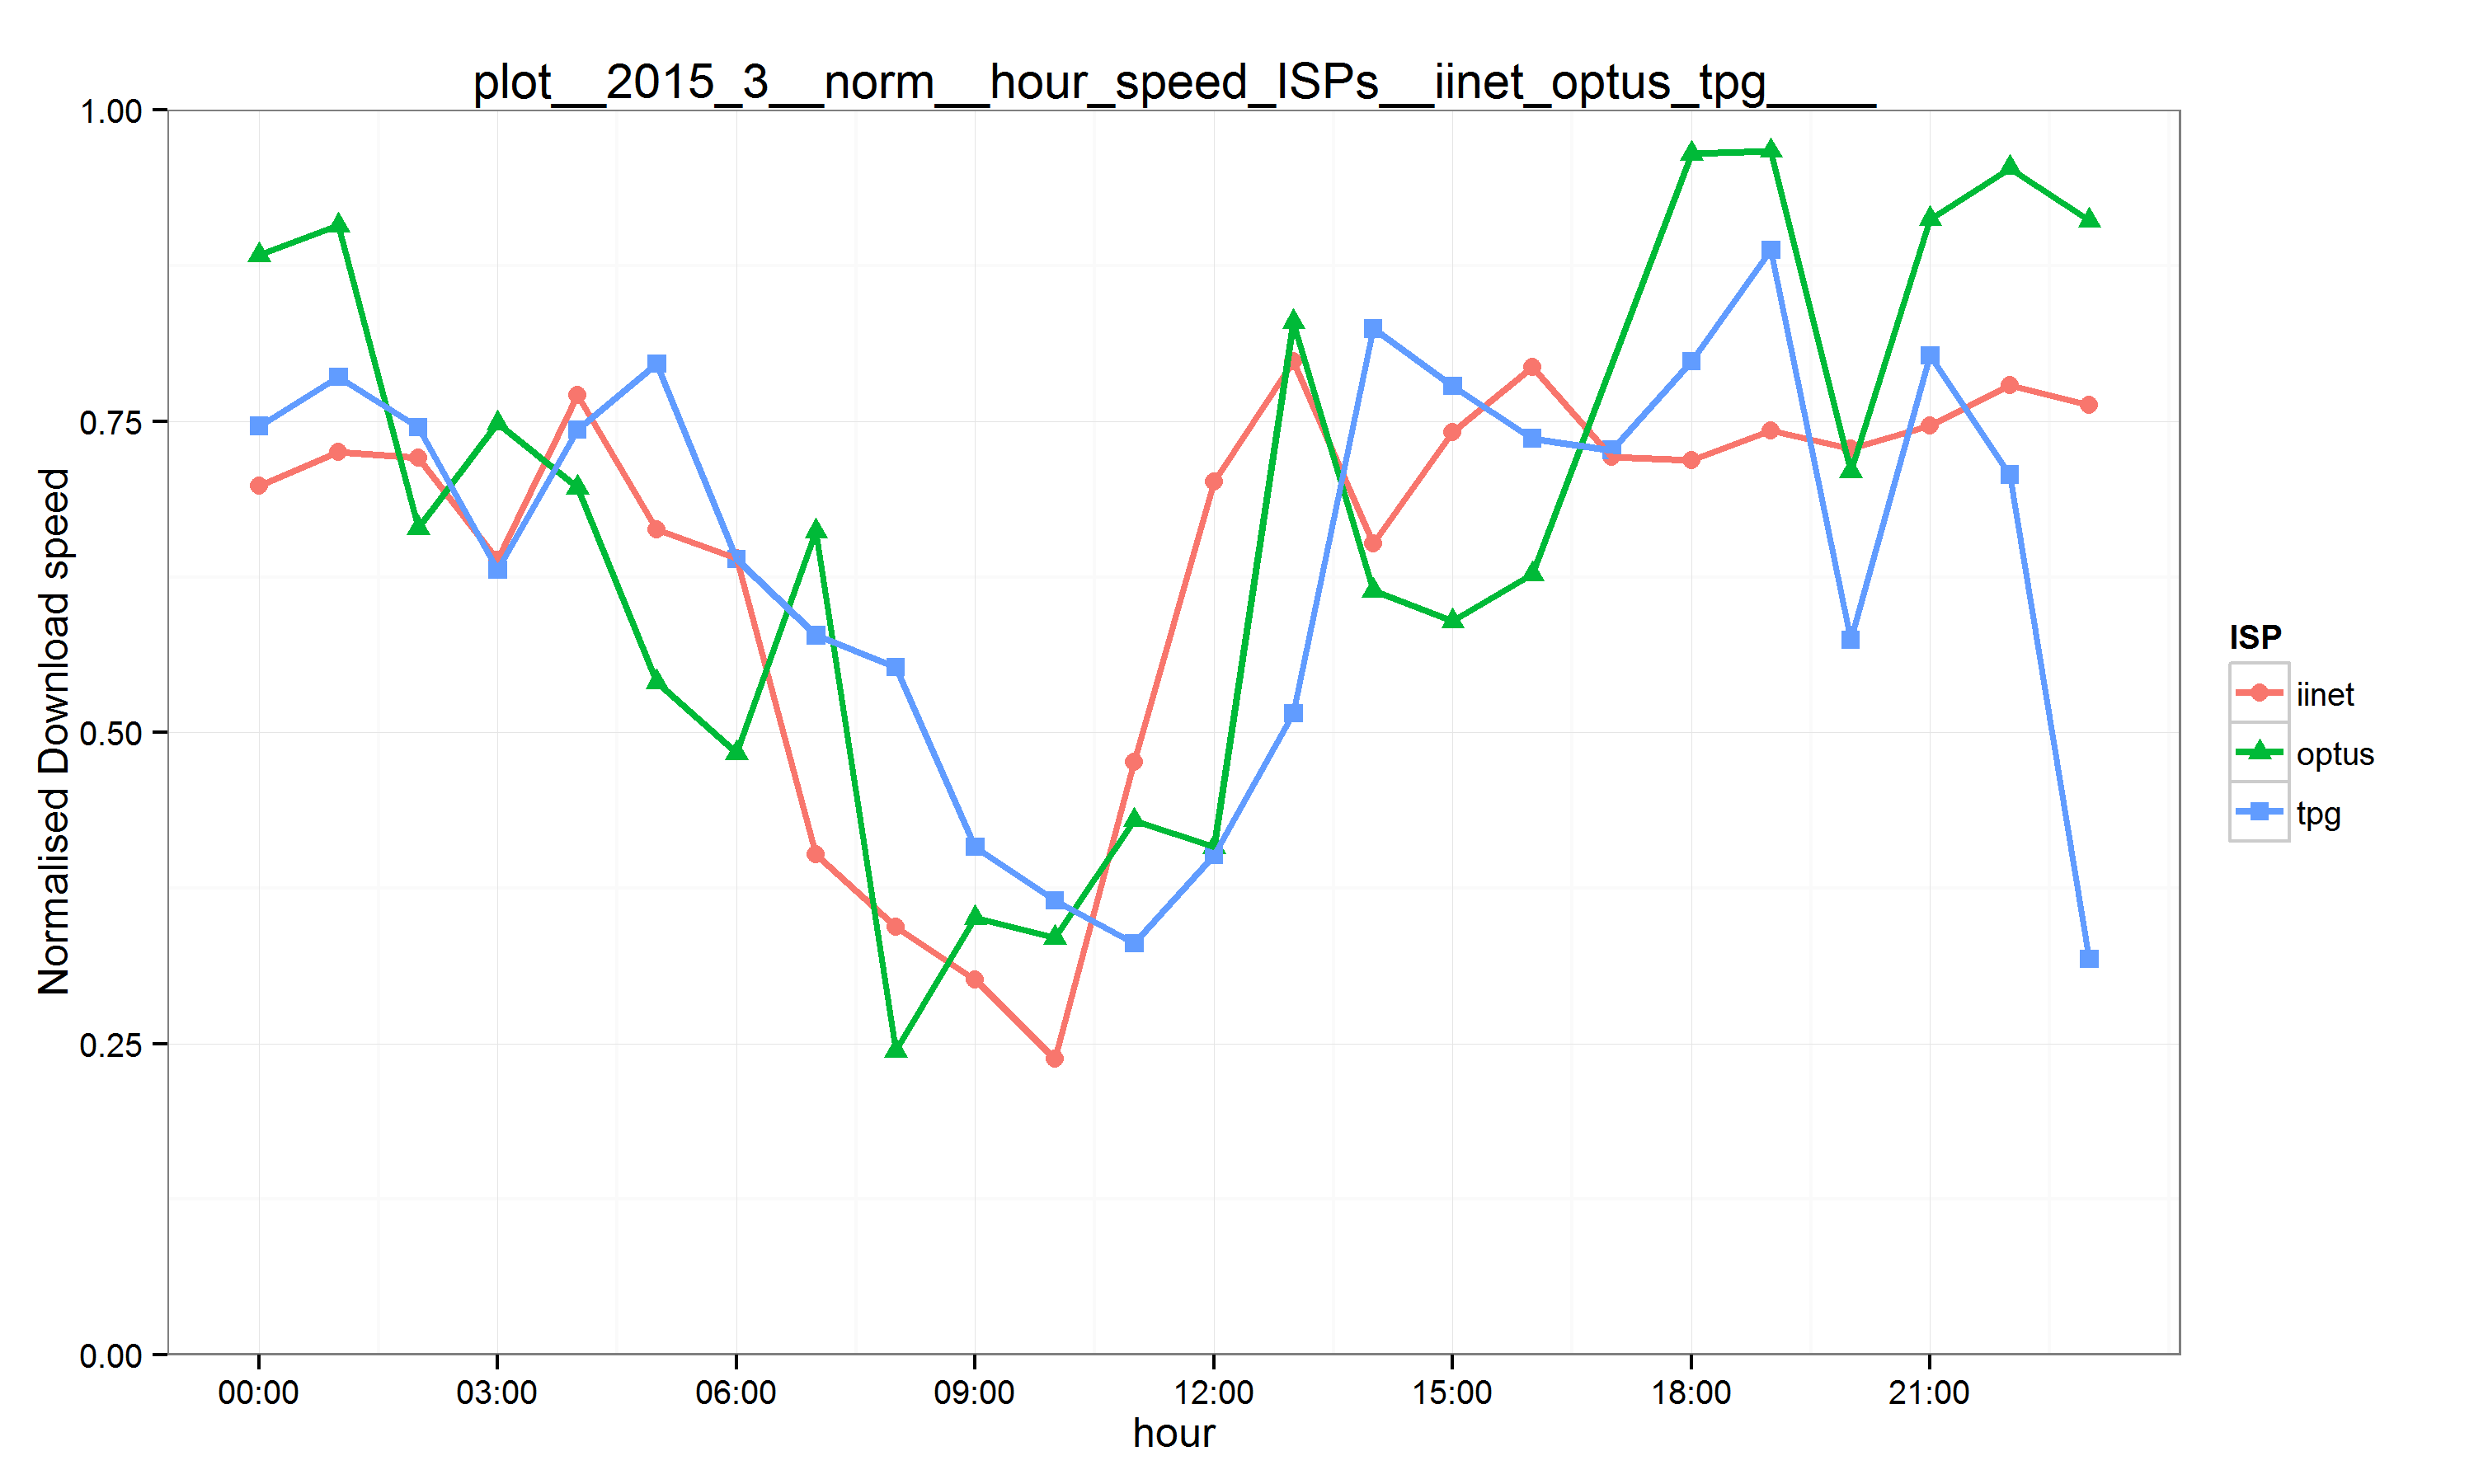 plot__2015_3__norm__hour_speed_ISPs__iinet_optus_tpg____
1.00
0.75
0.50
0.25
0.00
Normalised Download speed
00:00 03:00 06:00 09:00 12:00 15:00 18:00 21:00
hour
ISP
iinet
optus
tpg